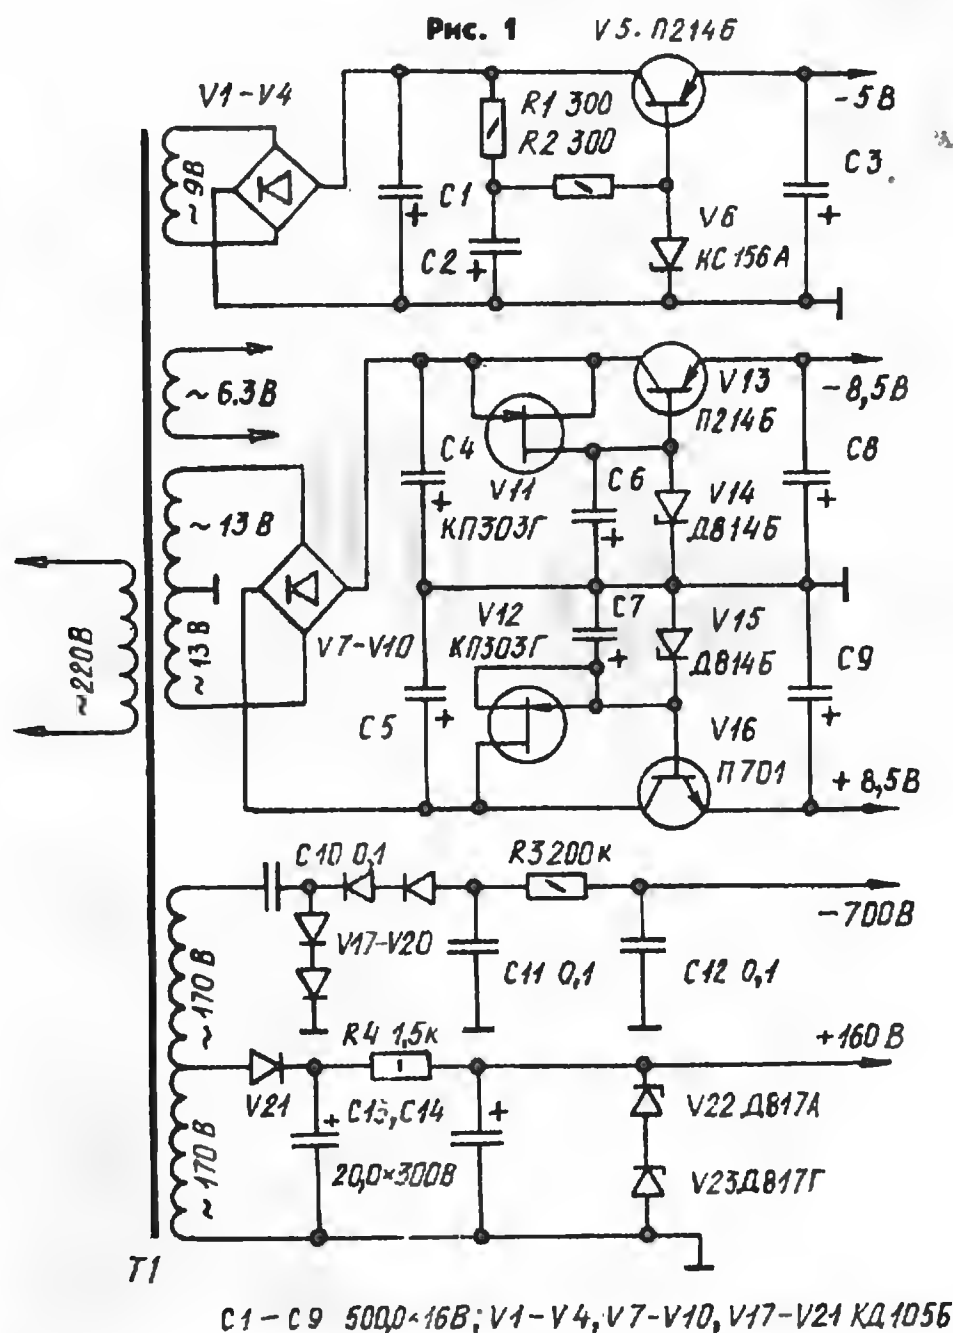 Рис. 1
V5. П214Б
V1-V4
~9В
R1 300
R2 300
-5В
C1
C2
C3
V6
КС156А
~6.3В
~13В
~13В
~220В
V7-V10
C4
V11
КП303Г
C6
V13
П214Б
-8,5В
C8
V14
Д814Б
V12
КП303Г
C7
V15
Д814Б
C9
C5
V16
П701
+8,5В
C10 0,1
R3 200к
-700В
V17-V20
C11 0,1
C12 0,1
~170В
R4 1,5к
+160В
V21
C13, C14
20,0×300В
V22 Д817А
V23 Д817Г
~170В
T1
C1-C9 500,0×16В; V1-V4, V7-V10, V17-V21 КД105Б